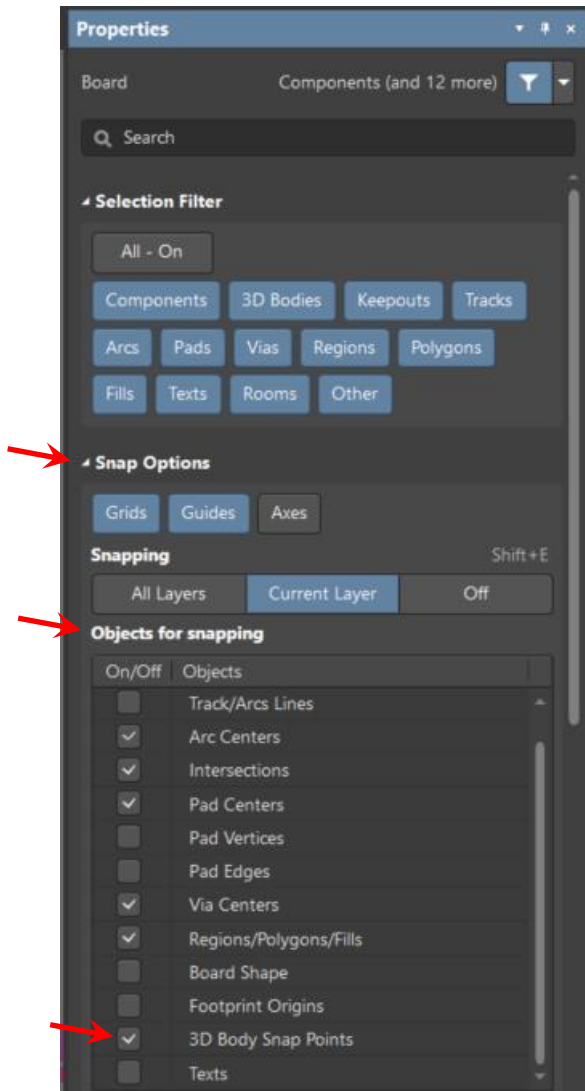 Properties
Board Components (and 12 more)
Search
Selection Filter
All - On
Components 3D Bodies Keepouts Tracks
Arcs Pads Vias Regions Polygons
Fills Texts Rooms Other
Snap Options
Grids Guides Axes
Snapping Shift+E
All Layers Current Layer Off
Objects for snapping
On/Off Objects
Track/Arcs Lines
Arc Centers
Intersections
Pad Centers
Pad Vertices
Pad Edges
Via Centers
Regions/Polygons/Fills
Board Shape
Footprint Origins
3D Body Snap Points
Texts